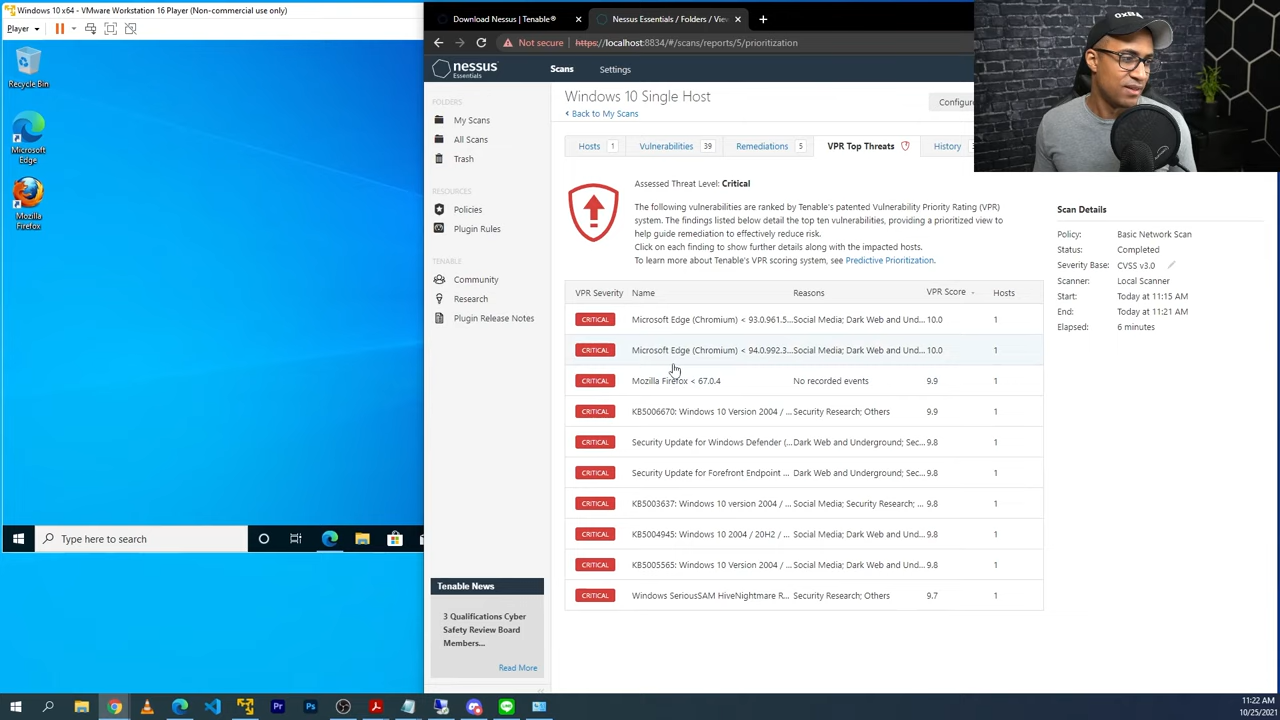 Windows 10 x64 - VMware Workstation 16 Player (Non-commercial use only)
Player
Recycle Bin
Microsoft
Edge
Mozilla
Firefox
Type here to search
Download Nessus | Tenable®
Nessus Essentials / Folders / View
Not secure
https://localhost:8834/#/scans/reports/5/prioritization
nessus
Essentials
Scans
Settings
FOLDERS
My Scans
All Scans
Trash
RESOURCES
Policies
Plugin Rules
TENABLE
Community
Research
Plugin Release Notes
Tenable News
3 Qualifications Cyber
Safety Review Board
Members...
Read More
Windows 10 Single Host
Back to My Scans
Configure
Hosts 1
Vulnerabilities 39
Remediations 5
VPR Top Threats
History
Assessed Threat Level: Critical
The following vulnerabilities are ranked by Tenable's patented Vulnerability Priority Rating (VPR)
system. The findings listed below detail the top ten vulnerabilities, providing a prioritized view to
help guide remediation to effectively reduce risk.
Click on each finding to show further details along with the impacted hosts.
To learn more about Tenable's VPR scoring system, see Predictive Prioritization.
VPR Severity Name Reasons VPR Score Hosts
CRITICAL Microsoft Edge (Chromium) < 93.0.961.5... Social Media; Dark Web and Und... 10.0 1
CRITICAL Microsoft Edge (Chromium) < 94.0.992.3... Social Media; Dark Web and Und... 10.0 1
CRITICAL Mozilla Firefox < 67.0.4 No recorded events 9.9 1
CRITICAL KB5006670: Windows 10 Version 2004 / ... Security Research; Others 9.9 1
CRITICAL Security Update for Windows Defender (... Dark Web and Underground; Sec... 9.8 1
CRITICAL Security Update for Forefront Endpoint ... Dark Web and Underground; Sec... 9.8 1
CRITICAL KB5003637: Windows 10 version 2004 / ... Social Media; Security Research; ... 9.8 1
CRITICAL KB5004945: Windows 10 2004 / 20H2 / ... Social Media; Dark Web and Und... 9.8 1
CRITICAL KB5005565: Windows 10 Version 2004 / ... Social Media; Dark Web and Und... 9.8 1
CRITICAL Windows SeriousSAM HiveNightmare R... Security Research; Others 9.7 1
Scan Details
Policy: Basic Network Scan
Status: Completed
Severity Base: CVSS v3.0
Scanner: Local Scanner
Start: Today at 11:15 AM
End: Today at 11:21 AM
Elapsed: 6 minutes
11:22 AM
10/25/2021